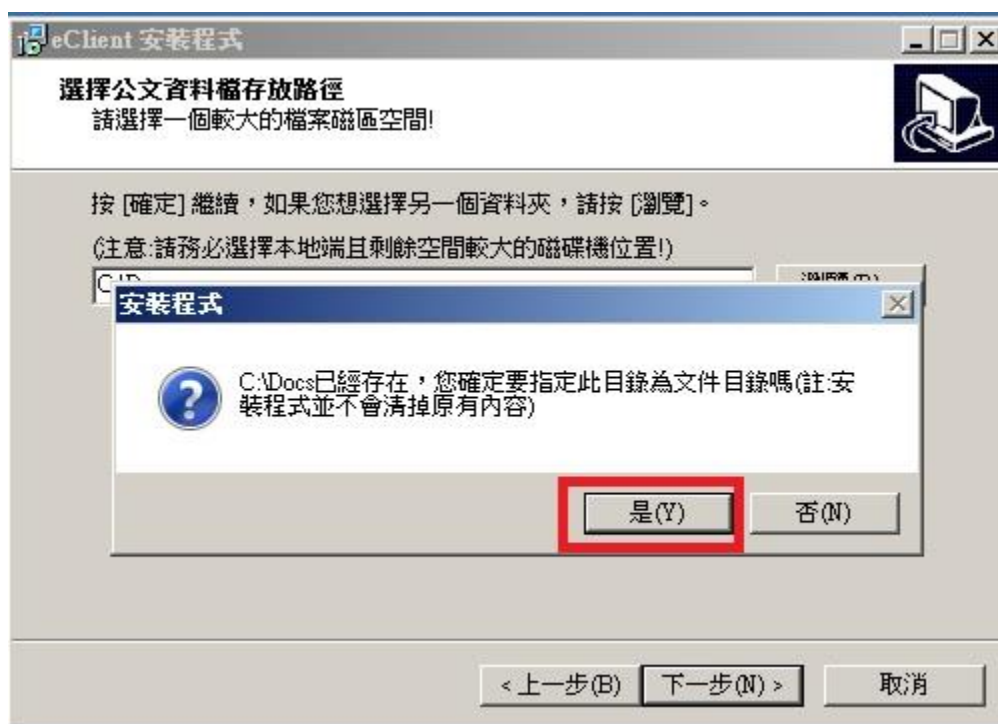 eClient 安裝程式
選擇公文資料檔存放路徑
請選擇一個較大的檔案磁區空間!
按 [確定] 繼續，如果您想選擇另一個資料夾，請按 [瀏覽]。
(注意:請務必選擇本地端且剩餘空間較大的磁碟機位置!)
安裝程式
C:\Docs已經存在，您確定要指定此目錄為文件目錄嗎(註:安
裝程式並不會清掉原有內容)
是(Y) 否(N)
<上一步(B) 下一步(N)> 取消